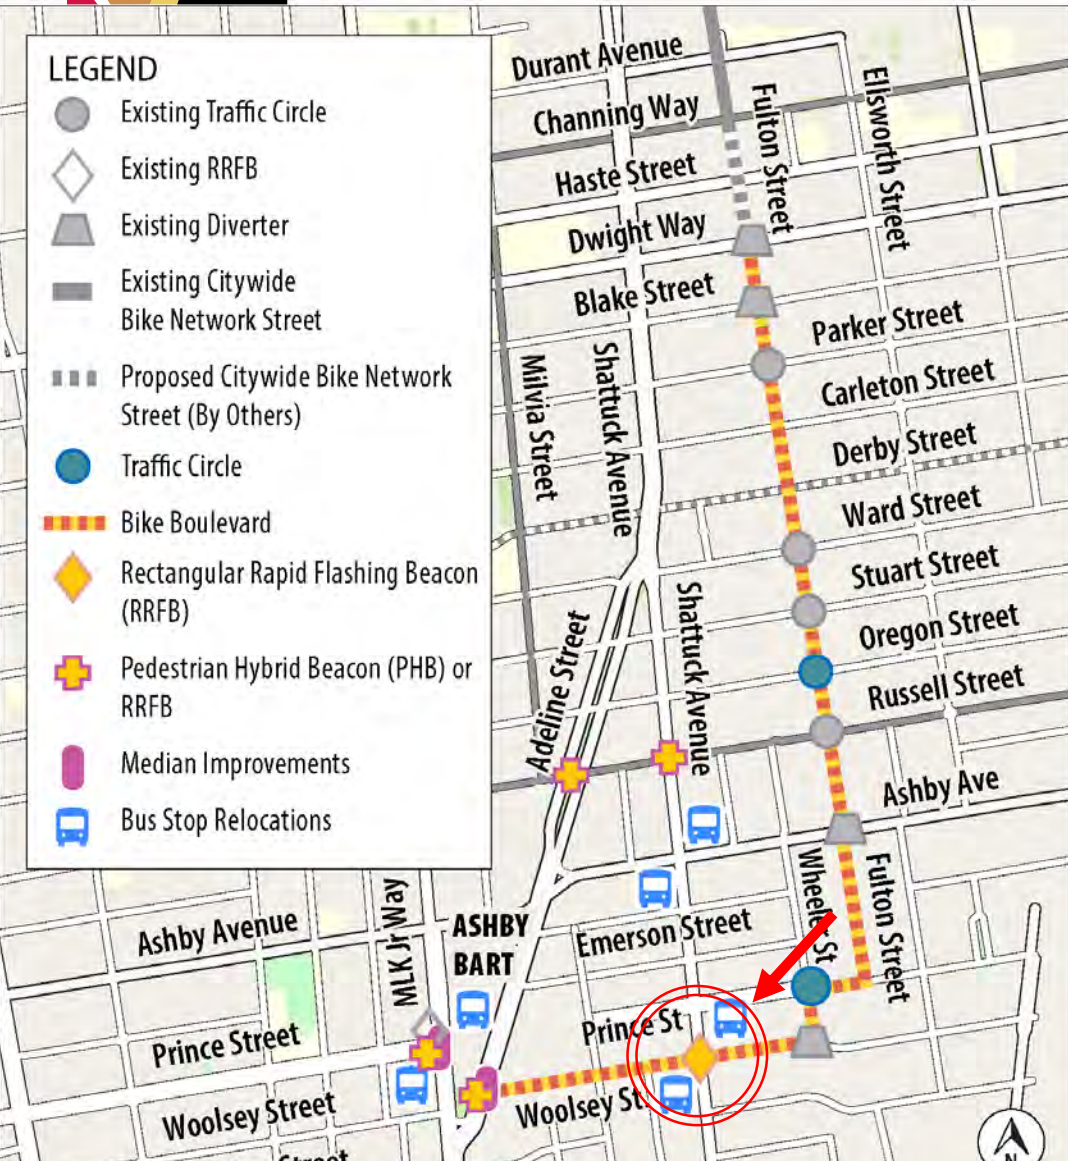 LEGEND
Existing Traffic Circle
Existing RRFB
Existing Diverter
Existing Citywide
Bike Network Street
Proposed Citywide Bike Network
Street (By Others)
Traffic Circle
Bike Boulevard
Rectangular Rapid Flashing Beacon
(RRFB)
Pedestrian Hybrid Beacon (PHB) or
RRFB
Median Improvements
Bus Stop Relocations
Durant Avenue
Channing Way
Haste Street
Dwight Way
Blake Street
Fulton Street
Ellsworth Street
Parker Street
Carleton Street
Derby Street
Ward Street
Stuart Street
Oregon Street
Russell Street
Ashby Ave
Milvia Street
Shattuck Avenue
Shattuck Avenue
Adeline Street
Wheeler St
Fulton Street
MLK Jr Way
ASHBY
BART
Ashby Avenue
Emerson Street
Prince Street
Prince St
Woolsey Street
Woolsey St.
Street
N